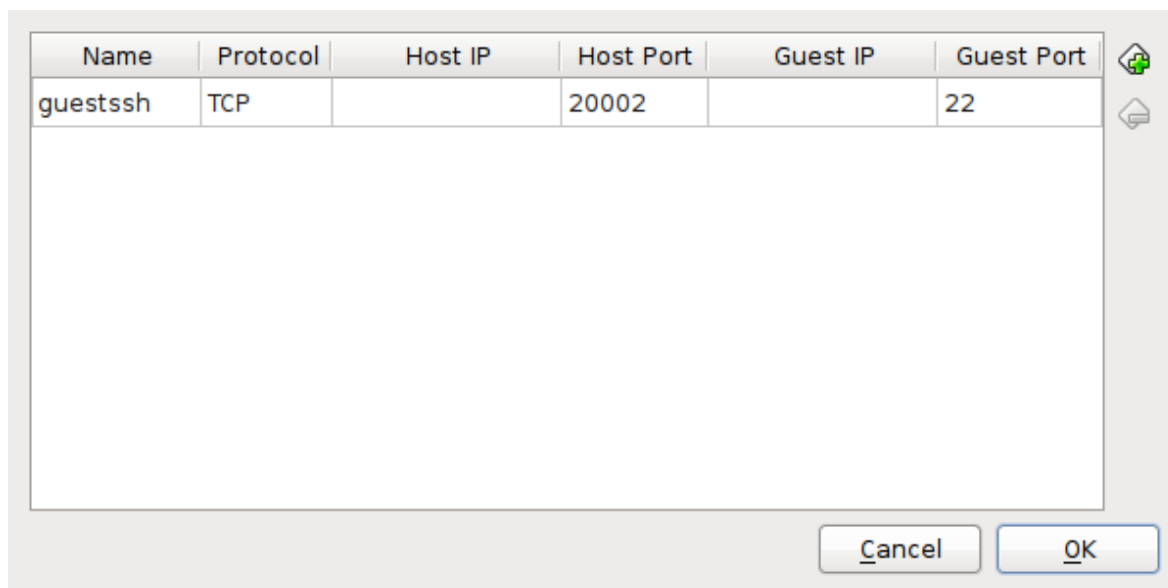 Name Protocol Host IP Host Port Guest IP Guest Port
guestssh TCP 20002 22
Cancel OK